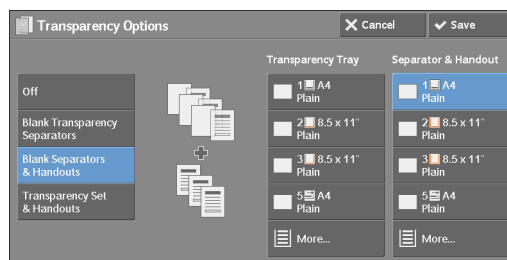 Transparency Options
Cancel
Save
Transparency Tray
Separator & Handout
Off
Blank Transparency
Separators
Blank Separators
& Handouts
Transparency Set
& Handouts
1 A4
Plain
2 8.5 x 11"
Plain
3 8.5 x 11"
Plain
5 A4
Plain
More...
1 A4
Plain
2 8.5 x 11"
Plain
3 8.5 x 11"
Plain
5 A4
Plain
More...